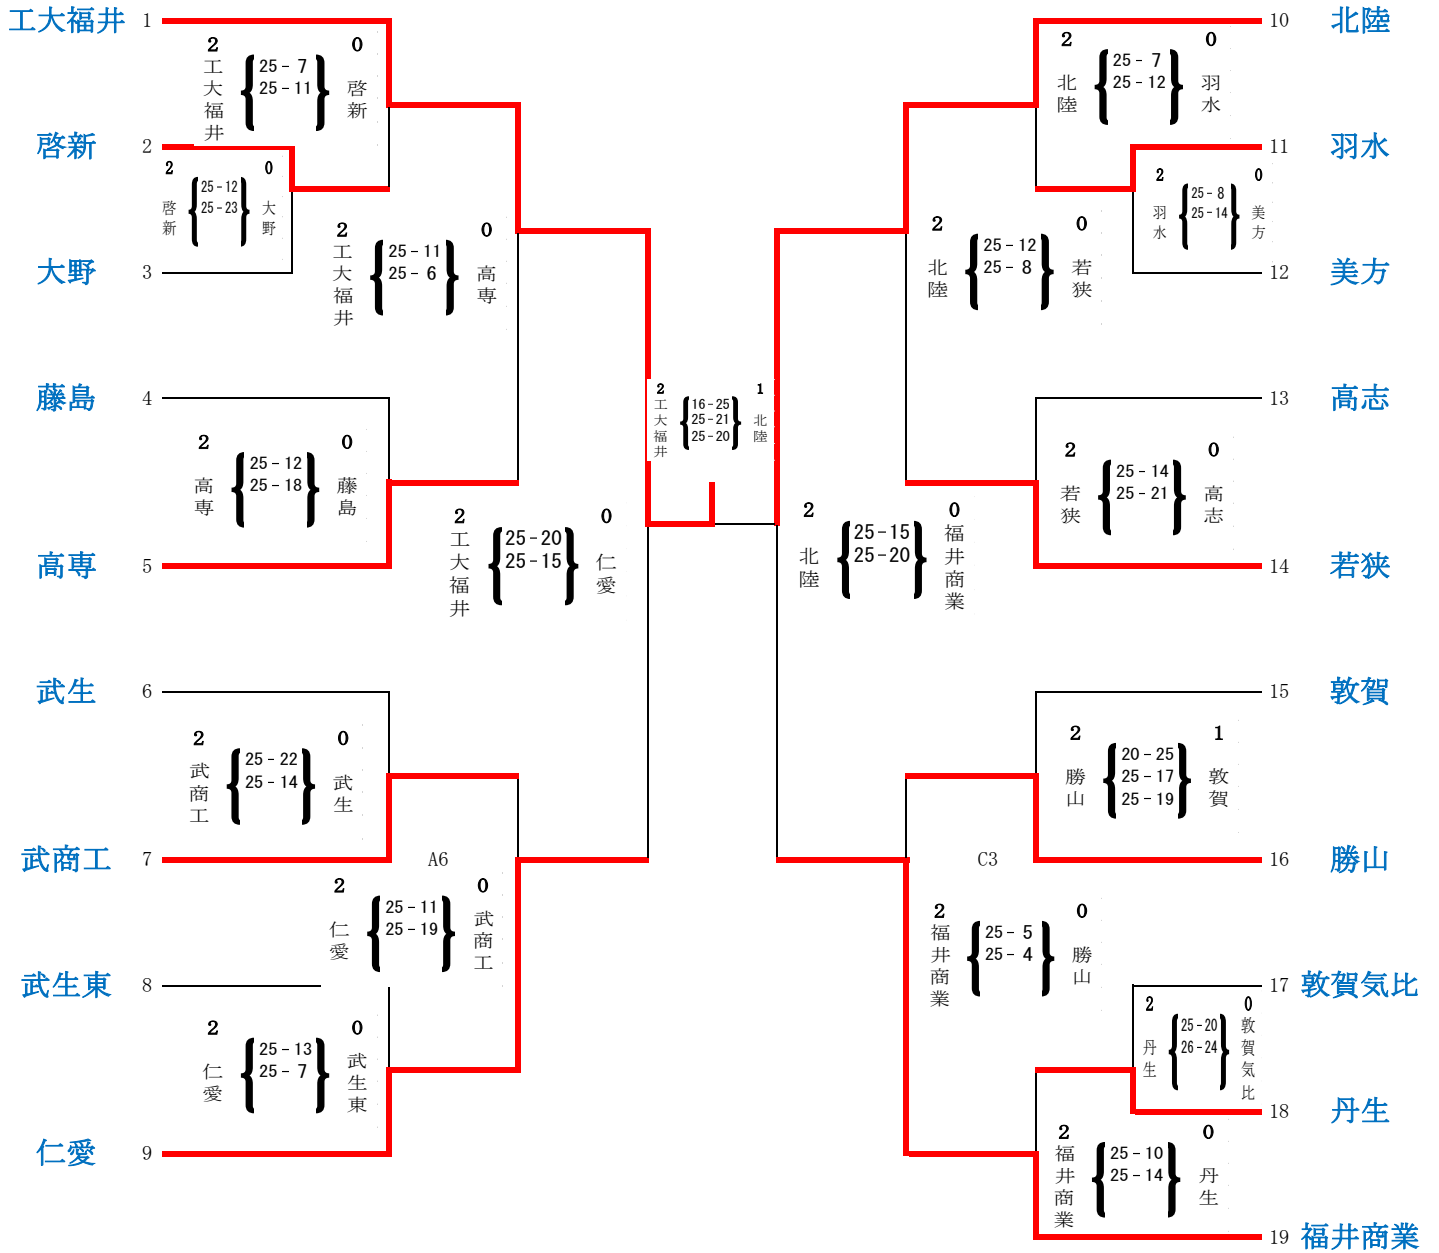 工大福井 1
2 0
工大福井 25-7 啓新
25-11
啓新 2
2 0
啓新 25-12 大野
25-23
大野 3
2 0
工大福井 25-11 高専
25-6
藤島 4
2 0
高専 25-12 藤島
25-18
高専 5
2 0
工大福井 25-20 仁愛
25-15
武生 6
2 0
武商工 25-22 武生
25-14
武商工 7
A6
2 0
仁愛 25-11 武商工
25-19
武生東 8
2 0
仁愛 25-13 武生東
25-7
仁愛 9
2 1
工大福井 16-25 北陸
25-21
25-20
10 北陸
2 0
北陸 25-7 羽水
25-12
11 羽水
2 0
羽水 25-8 美方
25-14
12 美方
2 0
北陸 25-12 若狭
25-8
13 高志
2 0
若狭 25-14 高志
25-21
14 若狭
2 0
北陸 25-15 福井商業
25-20
15 敦賀
2 1
勝山 20-25 敦賀
25-17
25-19
16 勝山
C3
2 0
福井商業 25-5 勝山
25-4
17 敦賀気比
2 0
丹生 25-20 敦賀気比
26-24
18 丹生
2 0
福井商業 25-10 丹生
25-14
19 福井商業